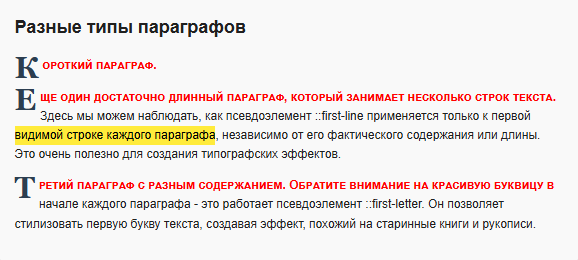 Разные типы параграфов
Короткий параграф.
Еще один достаточно длинный параграф, который занимает несколько строк текста.
Здесь мы можем наблюдать, как псевдоэлемент ::first-line применяется только к первой
видимой строке каждого параграфа, независимо от его фактического содержания или длины.
Это очень полезно для создания типографских эффектов.
Третий параграф с разным содержанием. Обратите внимание на красивую буквицу в
начале каждого параграфа - это работает псевдоэлемент ::first-letter. Он позволяет
стилизовать первую букву текста, создавая эффект, похожий на старинные книги и рукописи.